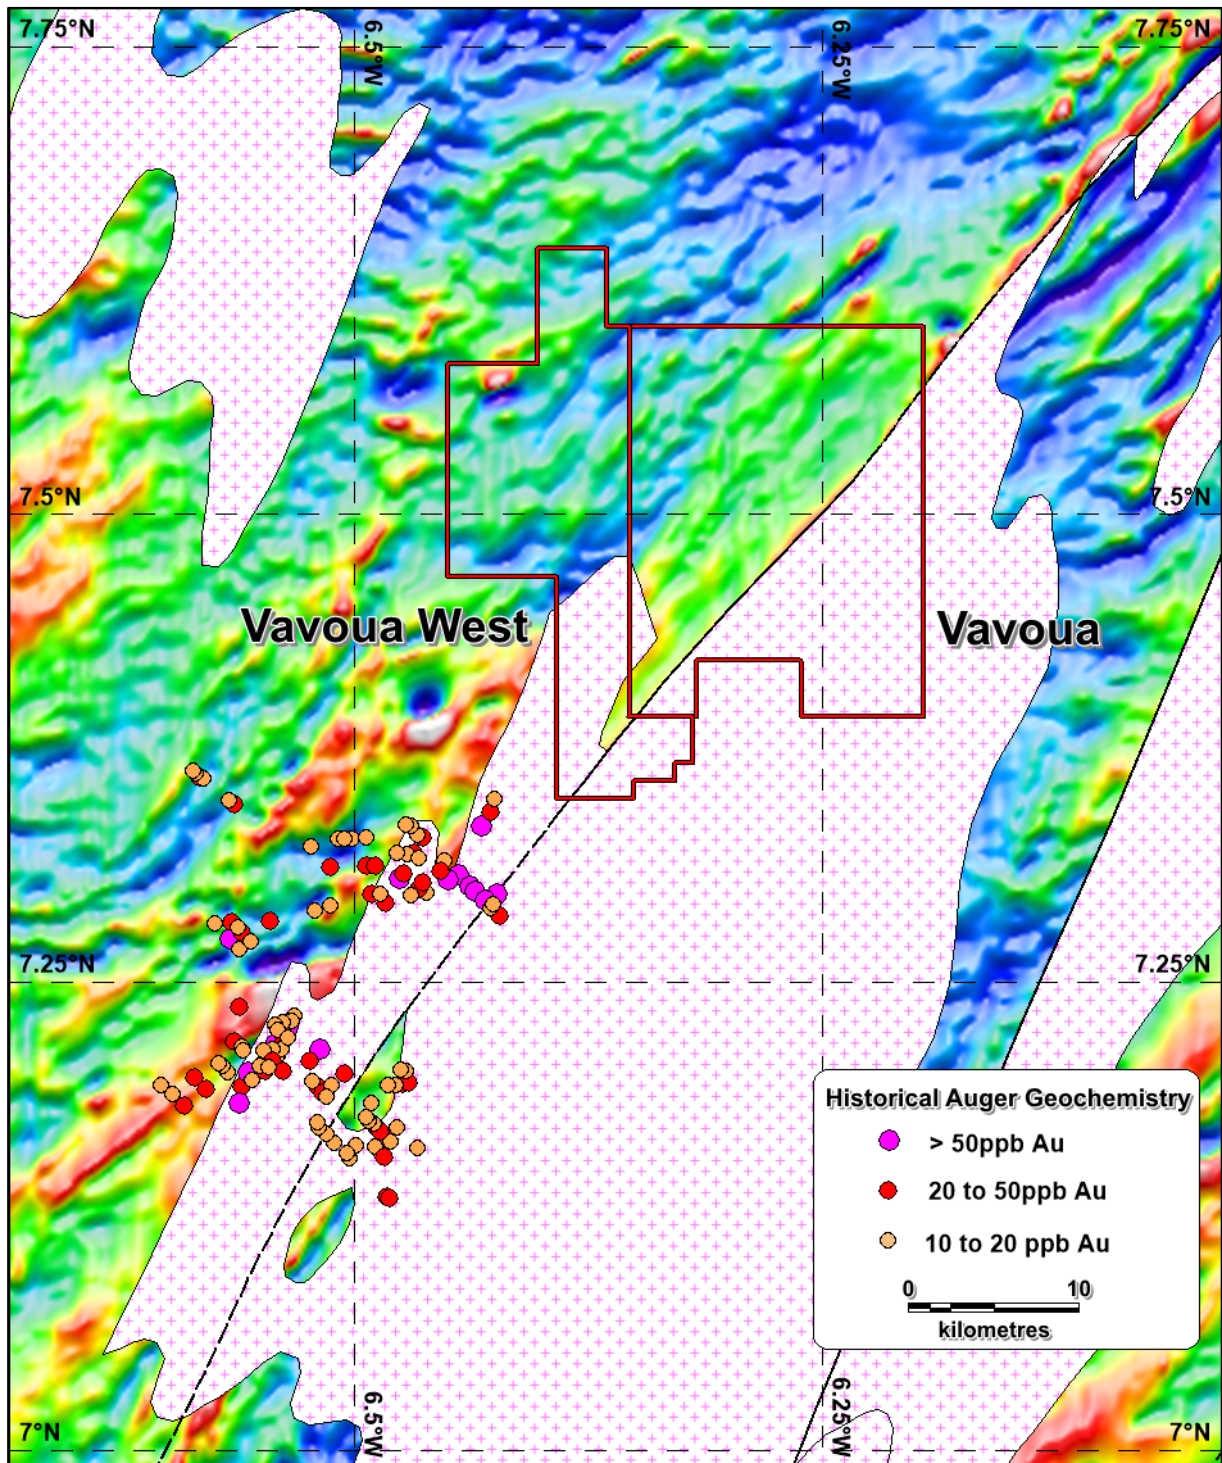 7.75°N
6.5°W
6.25°W
7.75°N
7.5°N
7.5°N
Vavoua West
Vavoua
7.25°N
7.25°N
Historical Auger Geochemistry
> 50ppb Au
20 to 50ppb Au
10 to 20 ppb Au
0 10
kilometres
7°N
6.5°W
6.25°W
7°N